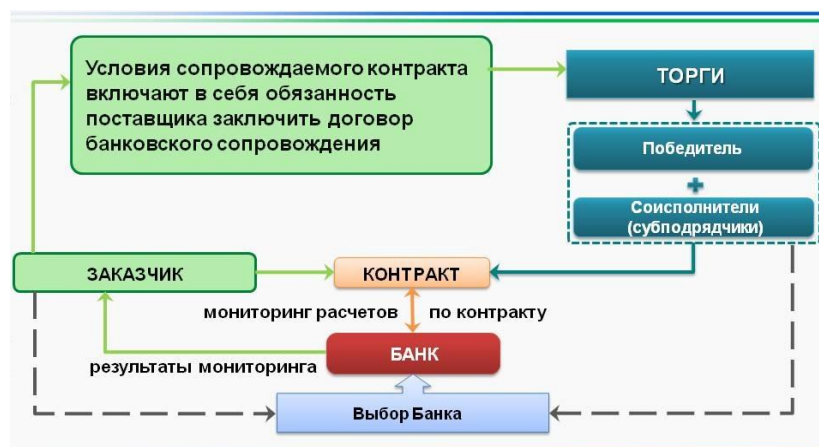 Условия сопровождаемого контракта
включают в себя обязанность
поставщика заключить договор
банковского сопровождения
ТОРГИ
Победитель
Соисполнители
(субподрядчики)
ЗАКАЗЧИК
КОНТРАКТ
мониторинг расчетов по контракту
БАНК
результаты мониторинга
Выбор Банка